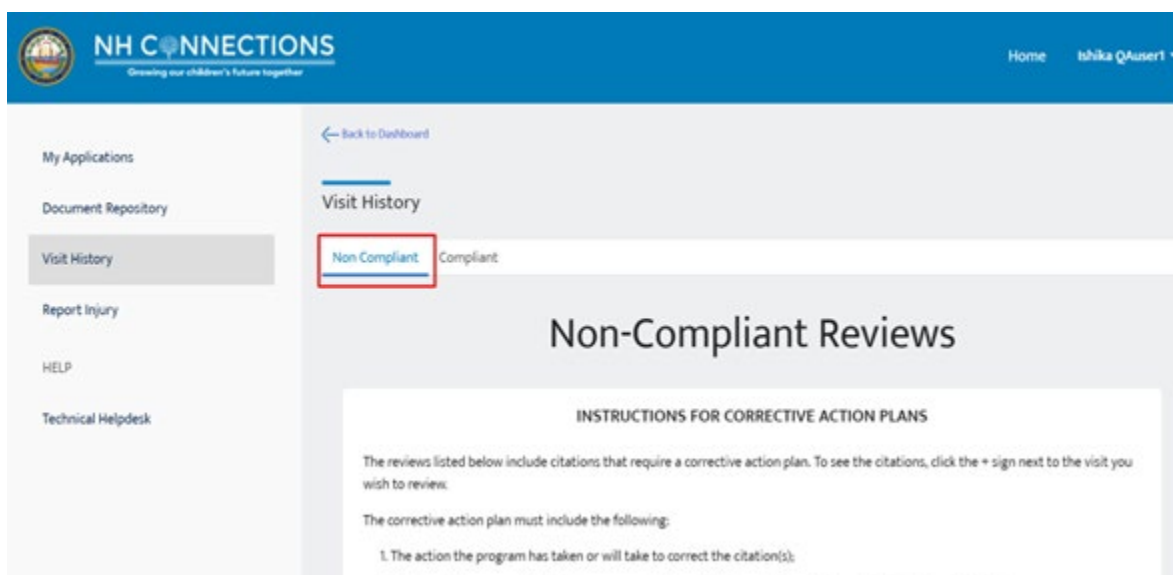 NH CONNECTIONS
Growing our children's future together
Home
Ishika QAuser1
My Applications
Document Repository
Visit History
Report Injury
HELP
Technical Helpdesk
Back to Dashboard
Visit History
Non Compliant
Compliant
Non-Compliant Reviews
INSTRUCTIONS FOR CORRECTIVE ACTION PLANS
The reviews listed below include citations that require a corrective action plan. To see the citations, click the + sign next to the visit you
wish to review.
The corrective action plan must include the following:
1. The action the program has taken or will take to correct the citation(s);